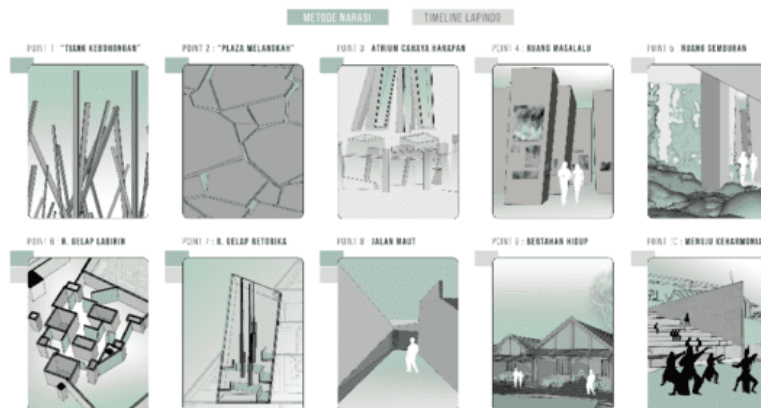 METODE NARASI
TIMELINE LAPINDO
POINT 1 : "TIANG KEBOHONGAN"
POINT 2 : "PLAZA MELANGKAH"
POINT 3 : ATRIUM CAHAYA HARAPAN
POINT 4 : RUANG MASALALU
POINT 5 : RUANG SEMBURAN
POINT 6 : R. GELAP LABIRIN
POINT 7 : R. GELAP RETORIKA
POINT 8 : JALAN MAUT
POINT 9 : BERTAHAN HIDUP
POINT 10 : MENUJU KEHARMONIA